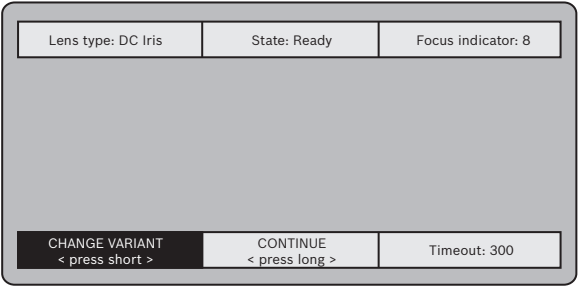 Lens type: DC Iris
State: Ready
Focus indicator: 8
CHANGE VARIANT
< press short >
CONTINUE
< press long >
Timeout: 300